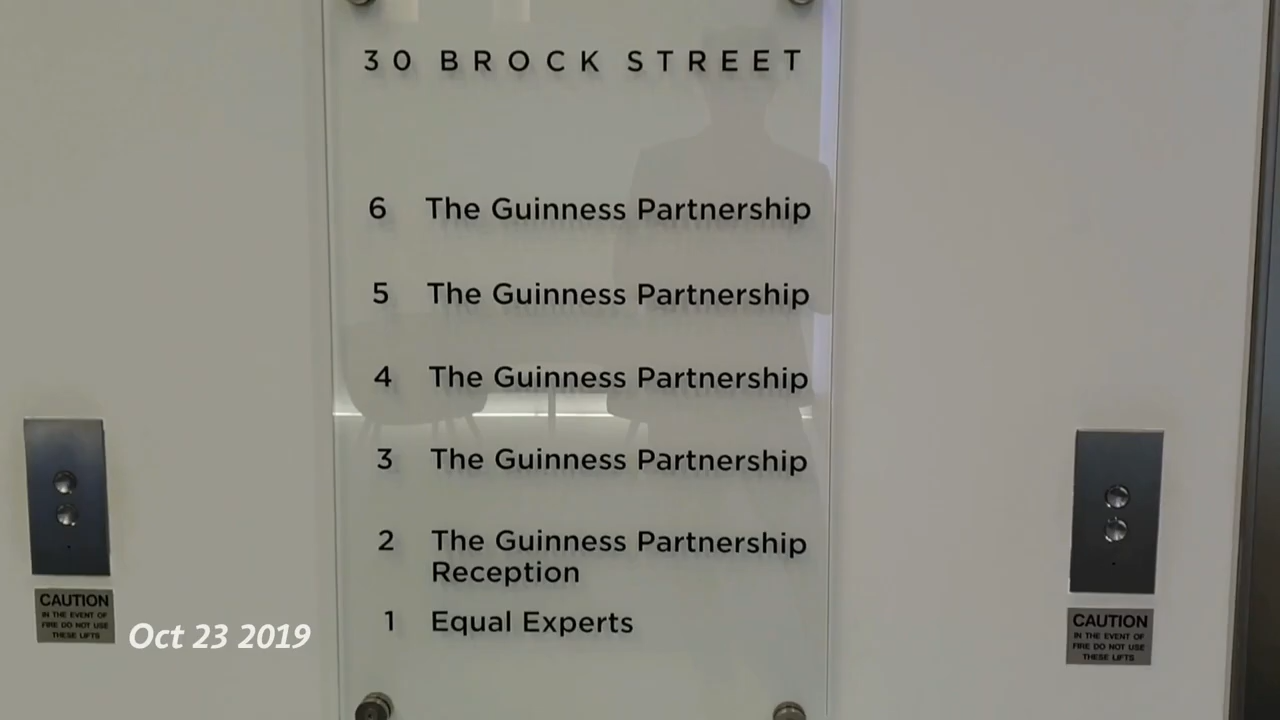 30 BROCK STREET
6 The Guinness Partnership
5 The Guinness Partnership
4 The Guinness Partnership
3 The Guinness Partnership
2 The Guinness Partnership
Reception
1 Equal Experts
CAUTION
IN THE EVENT OF
FIRE DO NOT USE
THESE LIFTS
Oct 23 2019
CAUTION
IN THE EVENT OF
FIRE DO NOT USE
THESE LIFTS